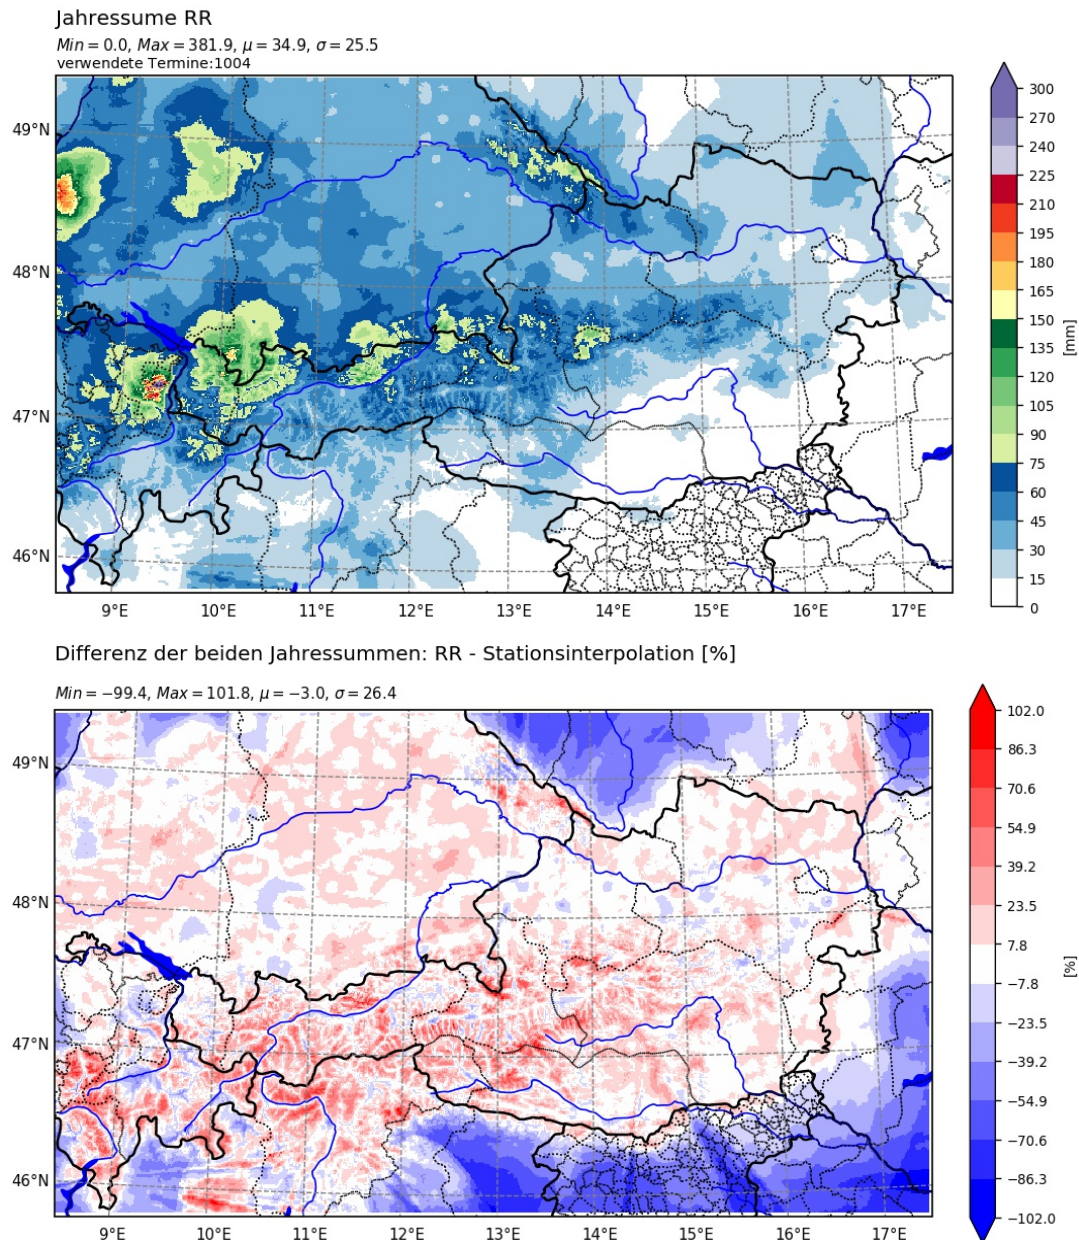 Jahressume RR
Min = 0.0, Max = 381.9, μ = 34.9, σ = 25.5
verwendete Termine:1004
49°N
48°N
47°N
46°N
9°E 10°E 11°E 12°E 13°E 14°E 15°E 16°E 17°E
300
270
240
225
210
195
180
165
150
135
120
105
90
75
60
45
30
15
0
[mm]
Differenz der beiden Jahressummen: RR - Stationsinterpolation [%]
Min = −99.4, Max = 101.8, μ = −3.0, σ = 26.4
49°N
48°N
47°N
46°N
9°E 10°E 11°E 12°E 13°E 14°E 15°E 16°E 17°E
102.0
86.3
70.6
54.9
39.2
23.5
7.8
−7.8
−23.5
−39.2
−54.9
−70.6
−86.3
−102.0
[%]